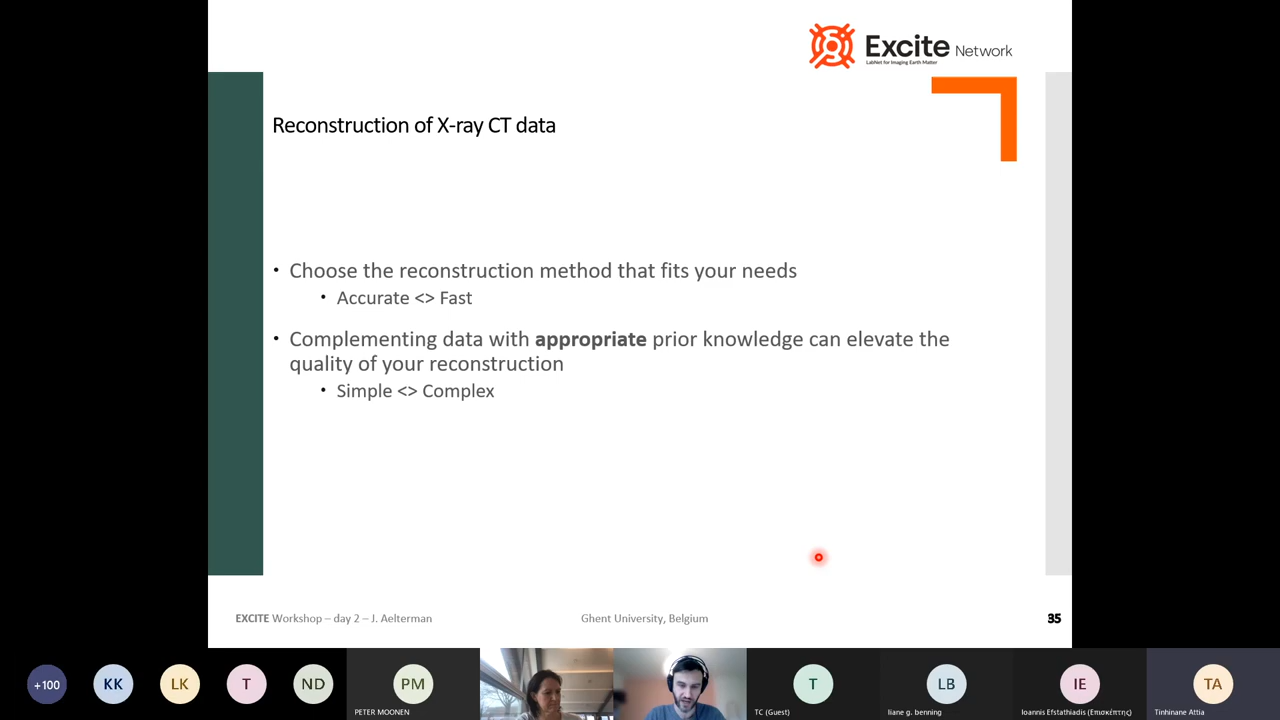 Excite Network
LabNet for Imaging Earth Matter
Reconstruction of X-ray CT data
• Choose the reconstruction method that fits your needs
• Accurate <> Fast
• Complementing data with appropriate prior knowledge can elevate the
quality of your reconstruction
• Simple <> Complex
EXCITE Workshop – day 2 – J. Aelterman
Ghent University, Belgium
35
+100
KK
LK
T
ND
PM
T
LB
IE
TA
PETER MOONEN
TC (Guest)
liane g. benning
Ioannis Efstathiadis (Επισκέπτης)
Tinhinane Attia